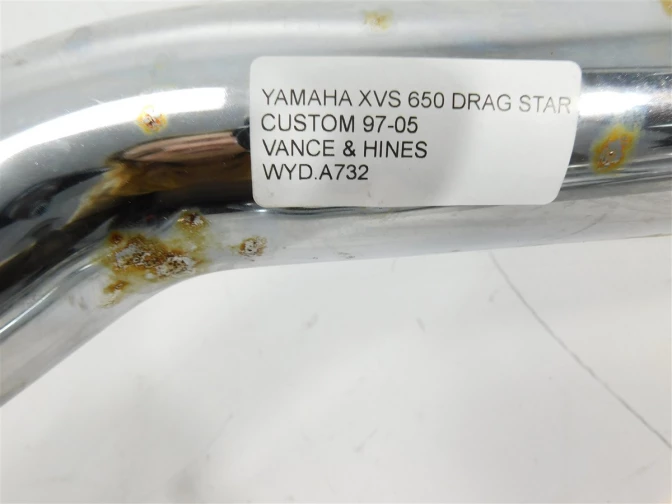 YAMAHA XVS 650 DRAG STAR
CUSTOM 97-05
VANCE & HINES
WYD.A732